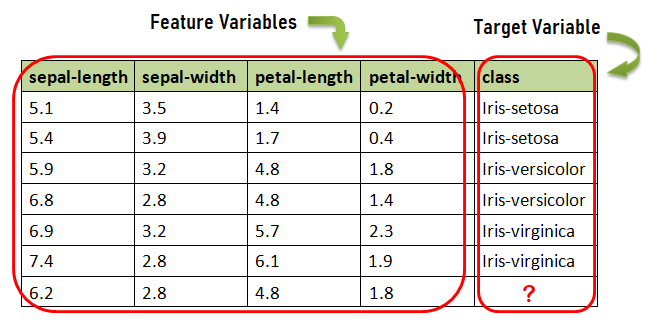 Feature Variables
Target Variable
sepal-length sepal-width petal-length petal-width class
5.1 3.5 1.4 0.2 Iris-setosa
5.4 3.9 1.7 0.4 Iris-setosa
5.9 3.2 4.8 1.8 Iris-versicolor
6.8 2.8 4.8 1.4 Iris-versicolor
6.9 3.2 5.7 2.3 Iris-virginica
7.4 2.8 6.1 1.9 Iris-virginica
6.2 2.8 4.8 1.8 ?